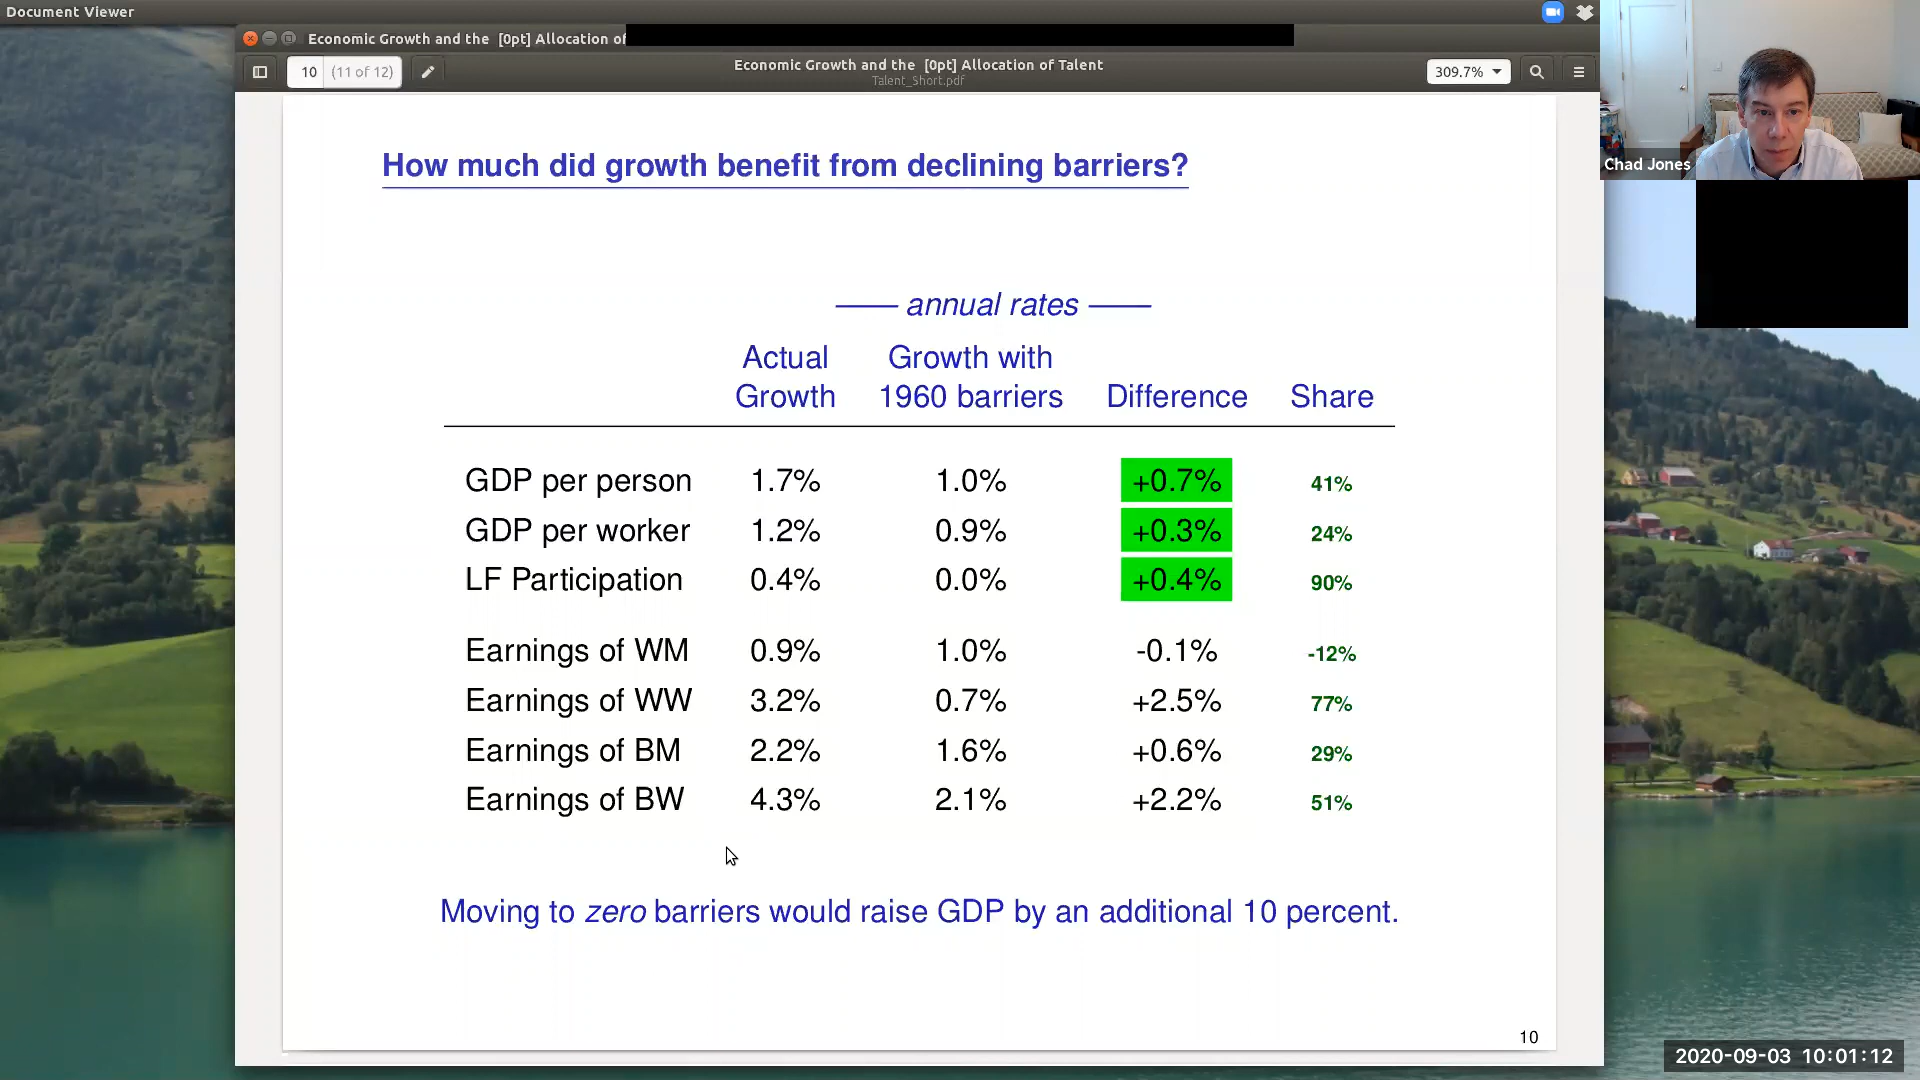 Document Viewer
Economic Growth and the [0pt] Allocation of
10 (11 of 12)
Economic Growth and the [0pt] Allocation of Talent
Talent_Short.pdf
309.7%
Chad Jones
How much did growth benefit from declining barriers?
annual rates
Actual Growth with
Growth 1960 barriers Difference Share
GDP per person 1.7% 1.0% +0.7% 41%
GDP per worker 1.2% 0.9% +0.3% 24%
LF Participation 0.4% 0.0% +0.4% 90%
Earnings of WM 0.9% 1.0% -0.1% -12%
Earnings of WW 3.2% 0.7% +2.5% 77%
Earnings of BM 2.2% 1.6% +0.6% 29%
Earnings of BW 4.3% 2.1% +2.2% 51%
Moving to zero barriers would raise GDP by an additional 10 percent.
10
2020-09-03 10:01:12